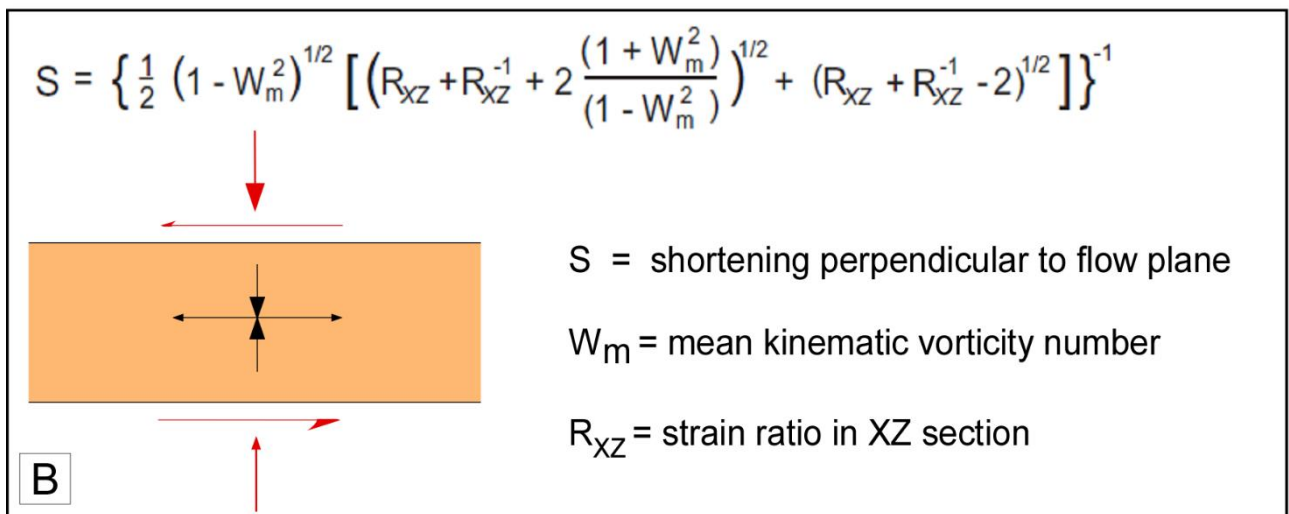 S = { 1/2 (1 - W_m^2)^1/2 [ (R_XZ + R_XZ^-1 + 2 (1 + W_m^2)/(1 - W_m^2))^1/2 + (R_XZ + R_XZ^-1 - 2)^1/2 ] }^-1
S = shortening perpendicular to flow plane
W_m = mean kinematic vorticity number
R_XZ = strain ratio in XZ section
B